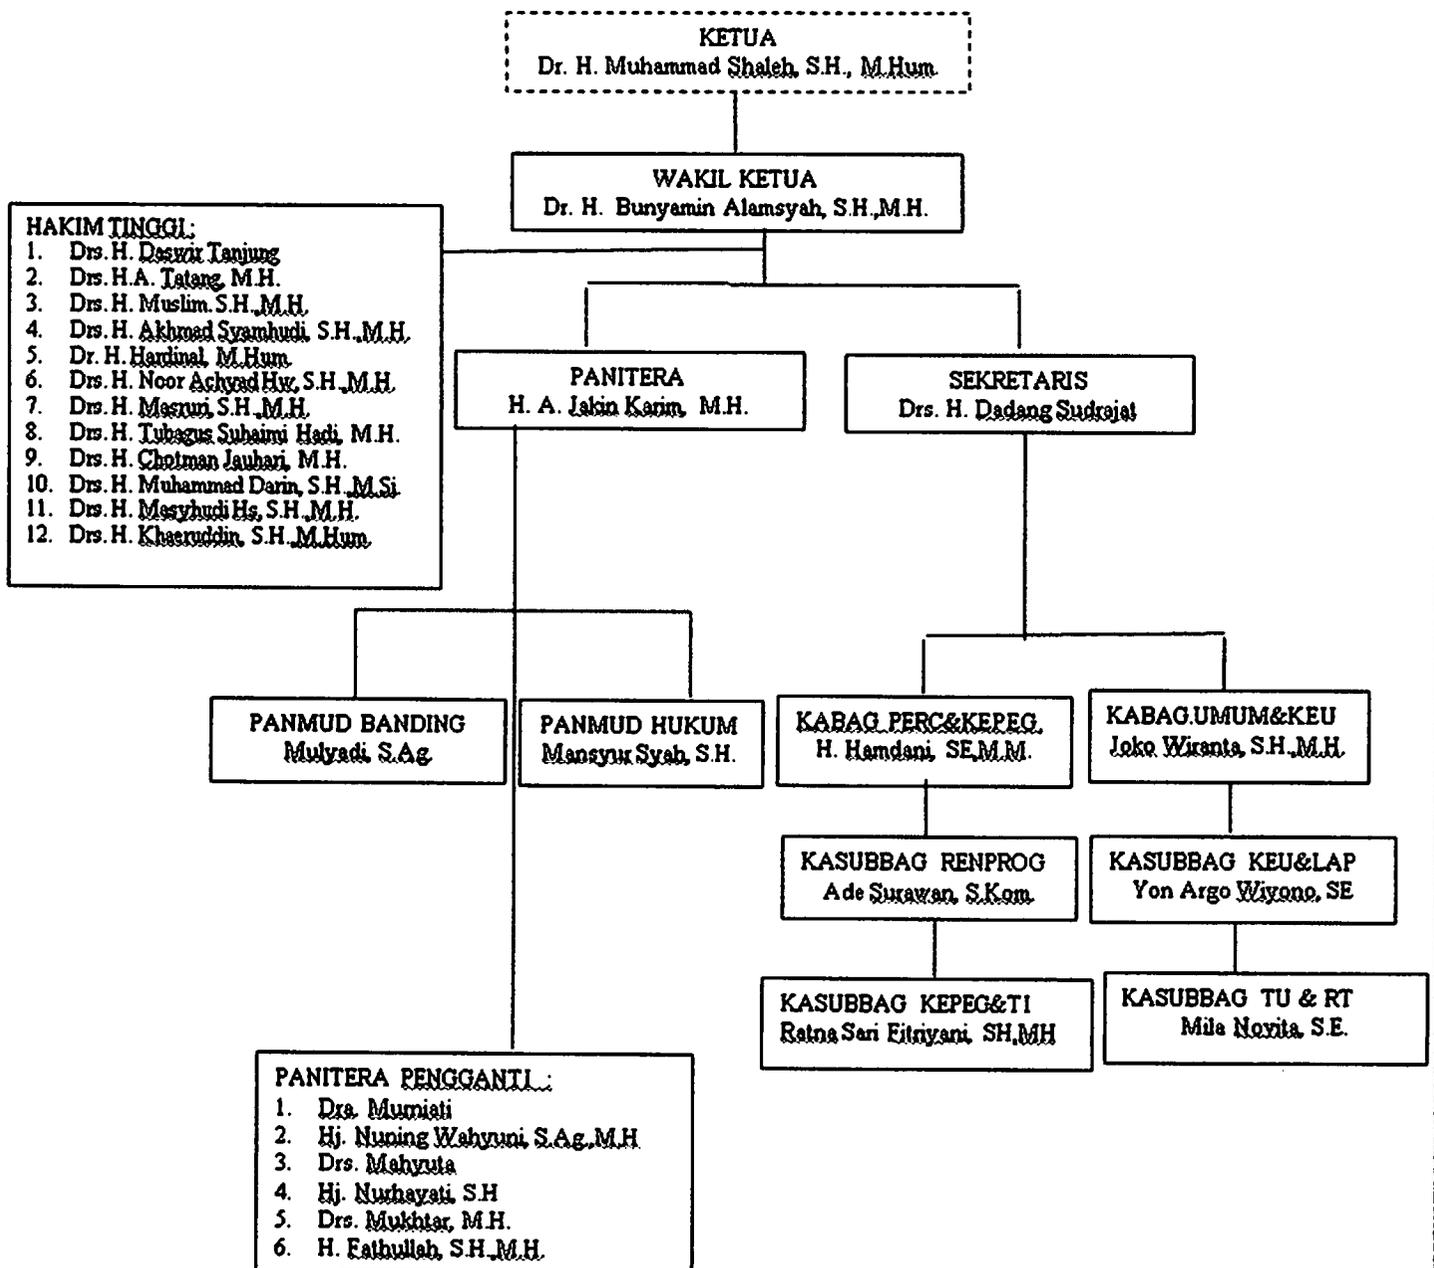 KETUA
Dr. H. Muhammad Shaleh, S.H., M.Hum.
WAKIL KETUA
Dr. H. Bunyamin Alamsyah, S.H.,M.H.
HAKIM TINGGI:
1. Drs.H. Daswir Tanjung
2. Drs.H.A. Tatang, M.H.
3. Drs.H. Muslim. S.H.,M.H.
4. Drs.H. Akhmad Syamhudi, S.H.,M.H.
5. Dr. H. Hardinal, M.Hum.
6. Drs.H. Noor Achyad Hw, S.H.,M.H.
7. Drs.H. Masruri, S.H.,M.H.
8. Drs.H. Tubagus Suhaimi Hadi, M.H.
9. Drs.H. Chotman Jauhari, M.H.
10. Drs.H. Muhammad Darin, S.H.,M.Si.
11. Drs.H. Masyhudi Hs, S.H.,M.H.
12. Drs.H. Khaeruddin, S.H.,M.Hum.
PANITERA
H. A. Jakin Karim, M.H.
SEKRETARIS
Drs. H. Dadang Sudrajat
PANMUD BANDING
Mulyadi, S.Ag.
PANMUD HUKUM
Mansyur Syah, S.H.
KABAG PERC&KEPEG.
H. Hamdani, SE,M.M.
KABAG.UMUM&KEU
Joko Wiranta, S.H.,M.H.
KASUBBAG RENPROG
Ade Surawan, S.Kom.
KASUBBAG KEU&LAP
Yon Argo Wiyono, SE
KASUBBAG KEPEG&TI
Ratna Sari Fitriyani, SH,MH
KASUBBAG TU & RT
Mila Novita, S.E.
PANITERA PENGGANTI :
1. Dra. Murniati
2. Hj. Nuning Wahyuni, S.Ag.,M.H
3. Drs. Mahyuta
4. Hj. Nurhayati, S.H
5. Drs. Mukhtar, M.H.
6. H. Fathullah, S.H.,M.H.